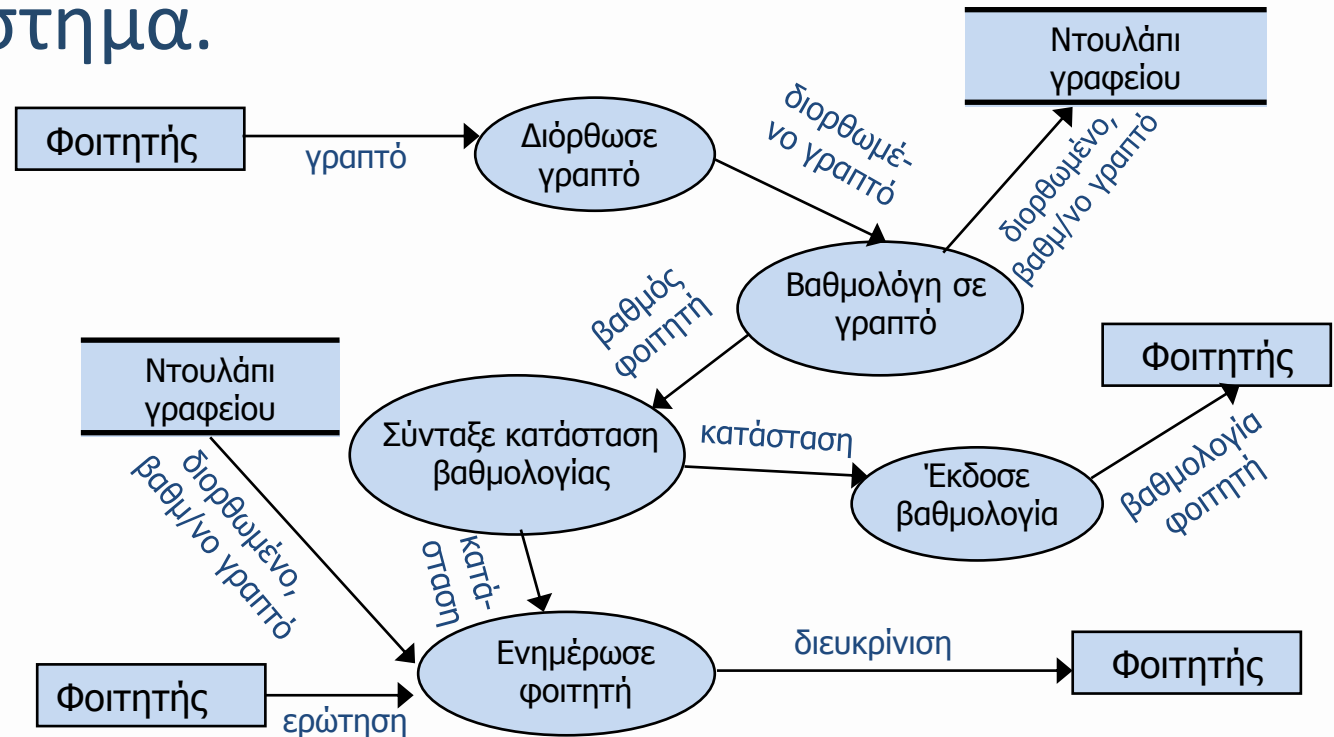 στημα.
Ντουλάπι
γραφείου
Φοιτητής
γραπτό
Διόρθωσε
γραπτό
διορθωμέ-
νο γραπτό
διορθωμένο,
βαθμ/νο γραπτό
Βαθμολόγη σε
γραπτό
βαθμός
φοιτητή
Φοιτητής
Ντουλάπι
γραφείου
Σύνταξε κατάσταση
βαθμολογίας
κατάσταση
Έκδοσε
βαθμολογία
βαθμολογία
φοιτητή
διορθωμένο,
βαθμ/νο γραπτό
κατά-
σταση
Ενημέρωσε
φοιτητή
διευκρίνιση
Φοιτητής
Φοιτητής
ερώτηση